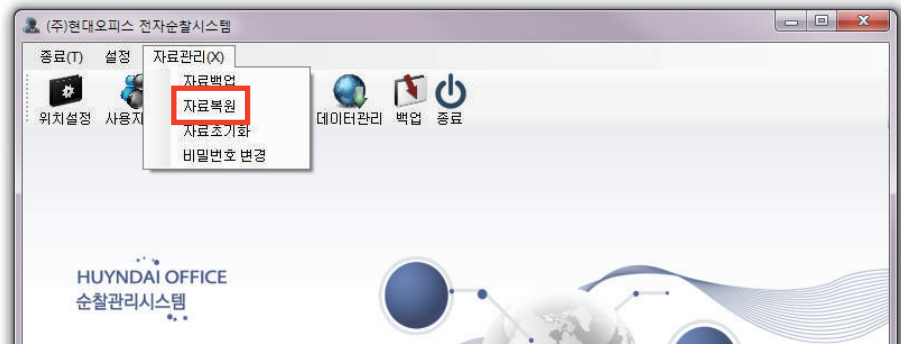 (주)현대오피스 전자순찰시스템
종료(T) 설정 자료관리(X)
자료백업
자료복원
자료초기화
비밀번호 변경
위치설정 사용자 데이터관리 백업 종료
HUYNDAI OFFICE
순찰관리시스템